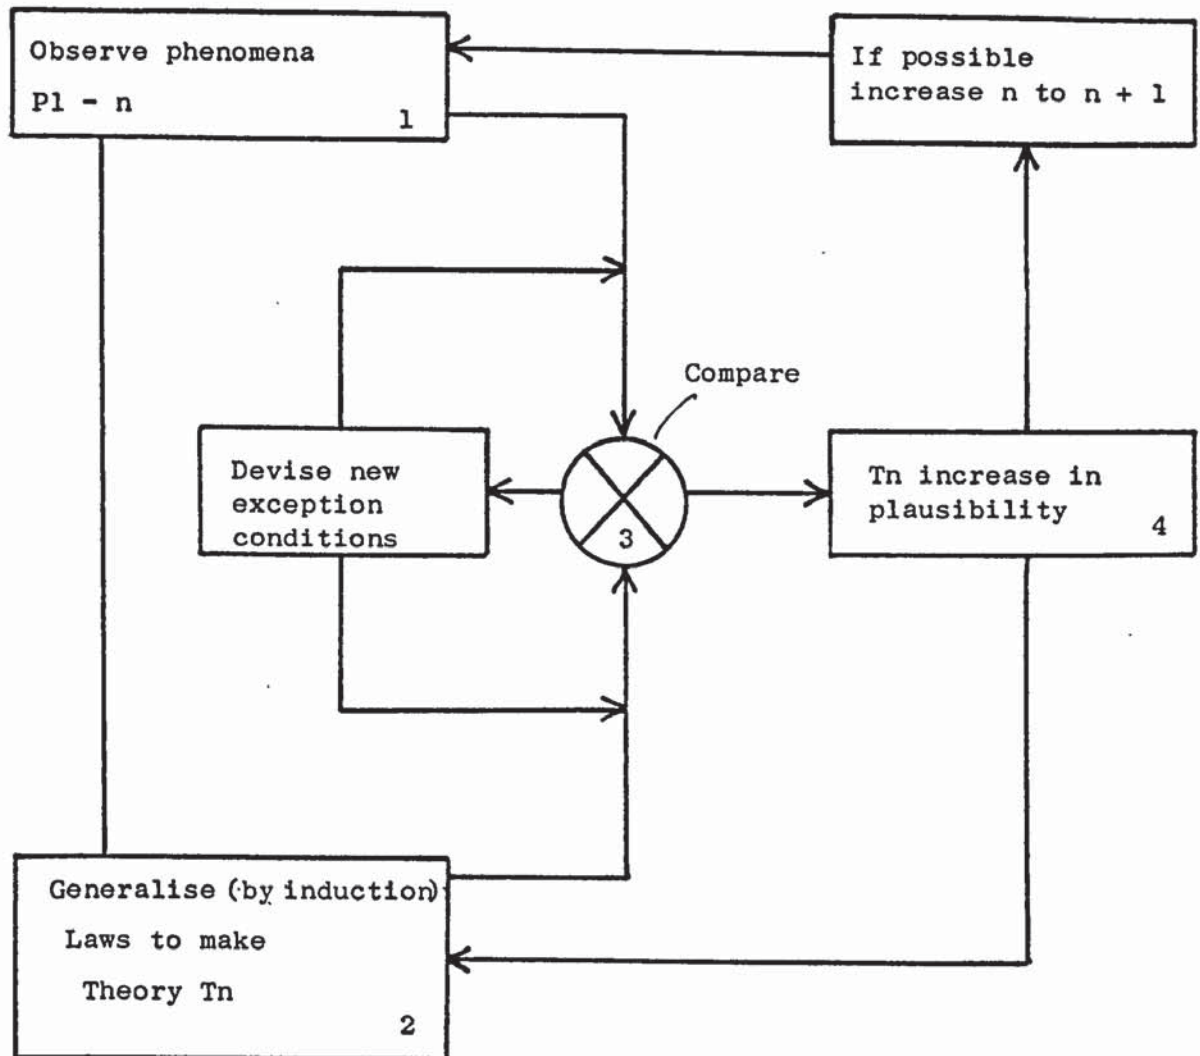 Observe phenomena
P1 - n
1
If possible
increase n to n + 1
Compare
Devise new
exception
conditions
3
Tn increase in
plausibility
4
Generalise (by induction)
Laws to make
Theory Tn
2